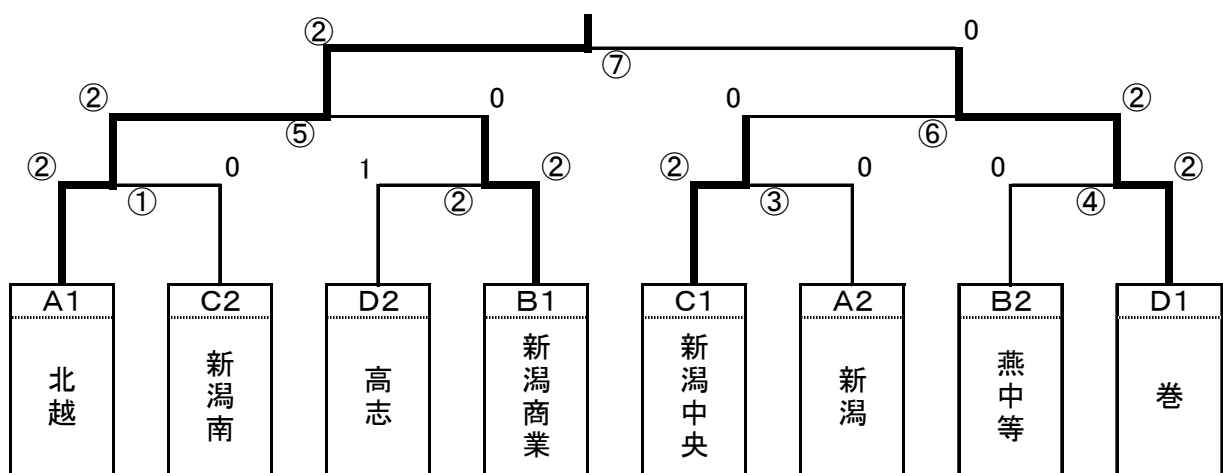 ② 0
⑦
② 0 0 ②
⑤ ⑥
② 0 1 ② ② 0 0 ②
① ② ③ ④
A1 C2 D2 B1 C1 A2 B2 D1
北越 新潟南 高志 新潟商業 新潟中央 新潟 燕中等 巻